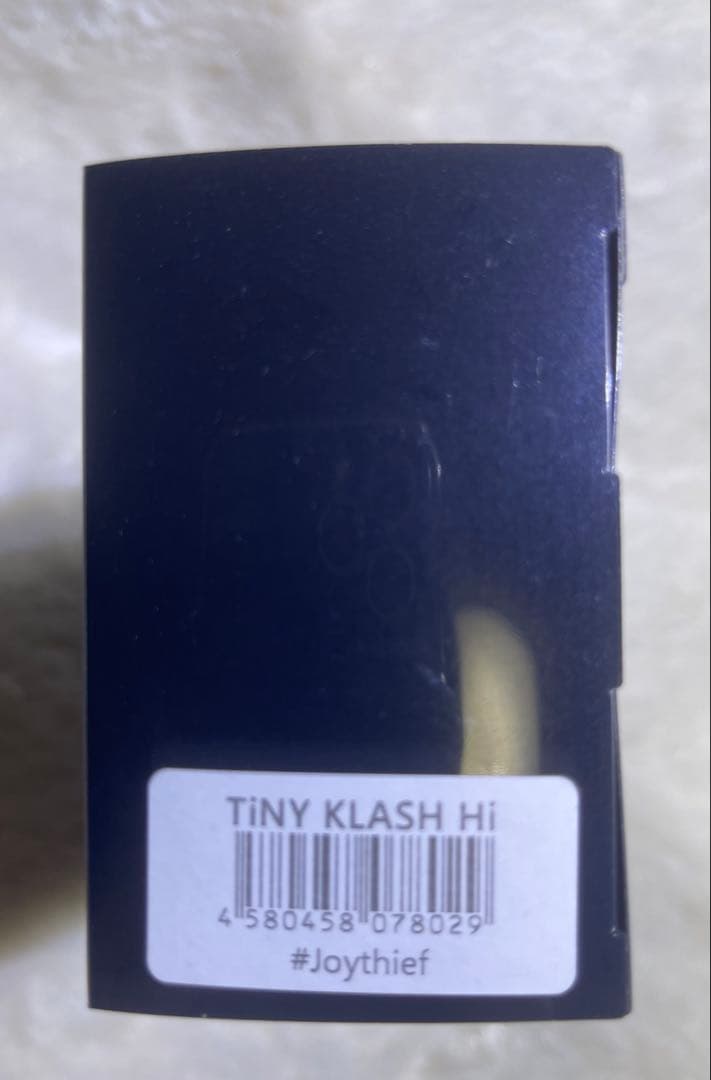 TiNY KLASH Hi
4 580458 078029
#Joythief